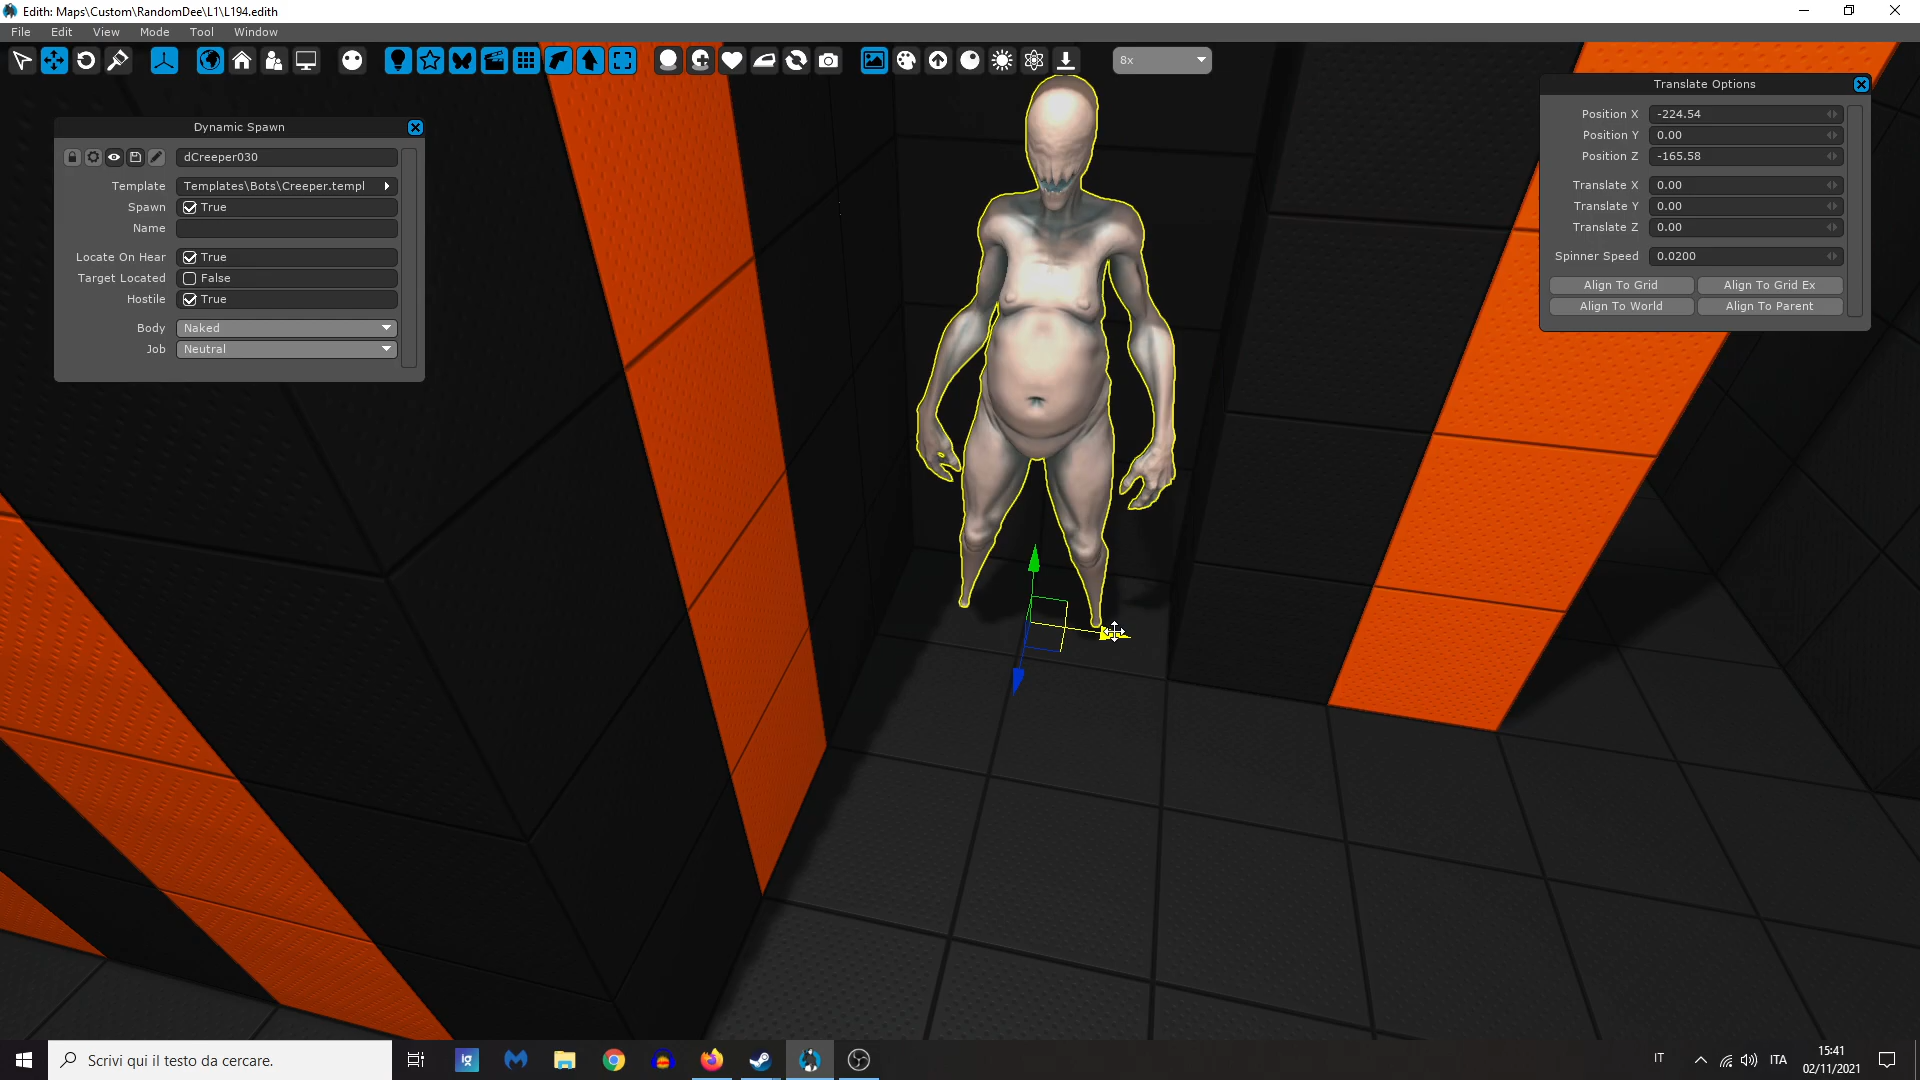 Edith: Maps\Custom\RandomDee\L1\L194.edith
File Edit View Mode Tool Window
8x
Dynamic Spawn
dCreeper030
Template Templates\Bots\Creeper.templ
Spawn True
Name
Locate On Hear True
Target Located False
Hostile True
Body Naked
Job Neutral
Translate Options
Position X -224.54
Position Y 0.00
Position Z -165.58
Translate X 0.00
Translate Y 0.00
Translate Z 0.00
Spinner Speed 0.0200
Align To Grid Align To Grid Ex
Align To World Align To Parent
Scrivi qui il testo da cercare.
IT
ITA
15:41
02/11/2021